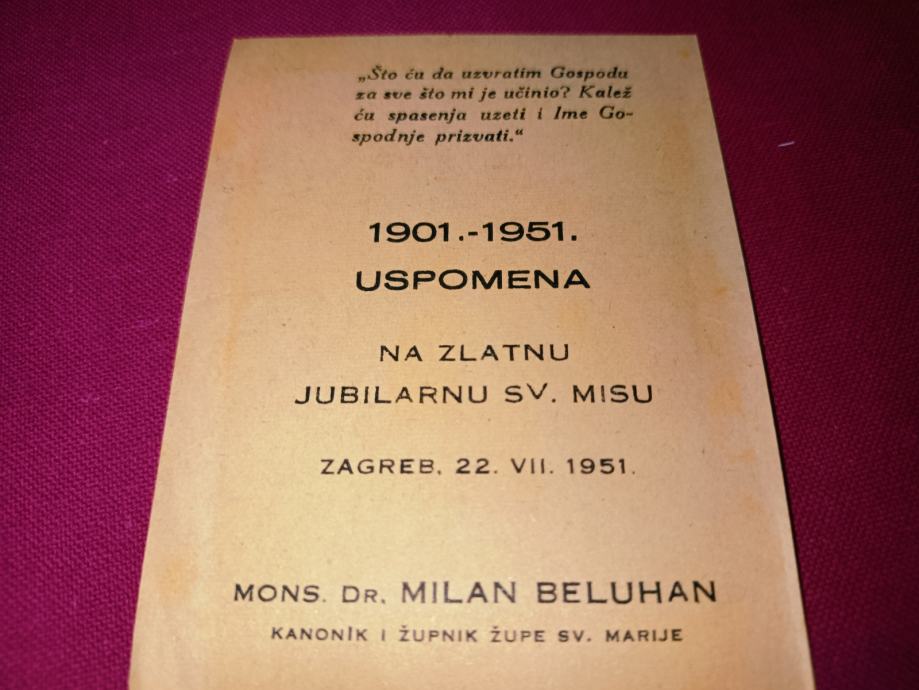 „Što ću da uzvratim Gospodu
za sve što mi je učinio? Kalež
ću spasenja uzeti i Ime Go-
spodnje prizvati.“
1901.-1951.
USPOMENA
NA ZLATNU
JUBILARNU SV. MISU
ZAGREB, 22. VII. 1951.
MONS. DR. MILAN BELUHAN
KANONIK I ŽUPNIK ŽUPE SV. MARIJE